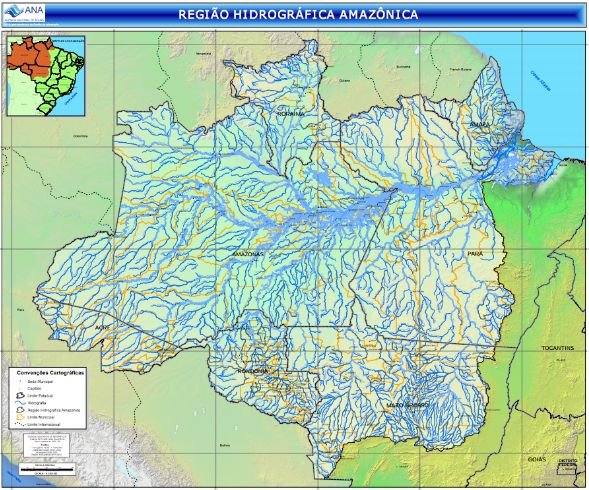 ANA
REGIÃO HIDROGRÁFICA AMAZÔNICA
Venezuela
Suriname
Guiana
French Guiana
Colombia
RORAIMA
AMAPÁ
AMAZONAS
PARÁ
Peru
ACRE
TOCANTINS
RONDÔNIA
MATO GROSSO
Bolivia
GOIÁS
DISTRITO
FEDERAL
Convenções Cartográficas
Sede Municipal
Capitais
Limite Estadual
Hidrografia
Região Hidrográfica Amazônica
Limite Municipal
Limite Internacional